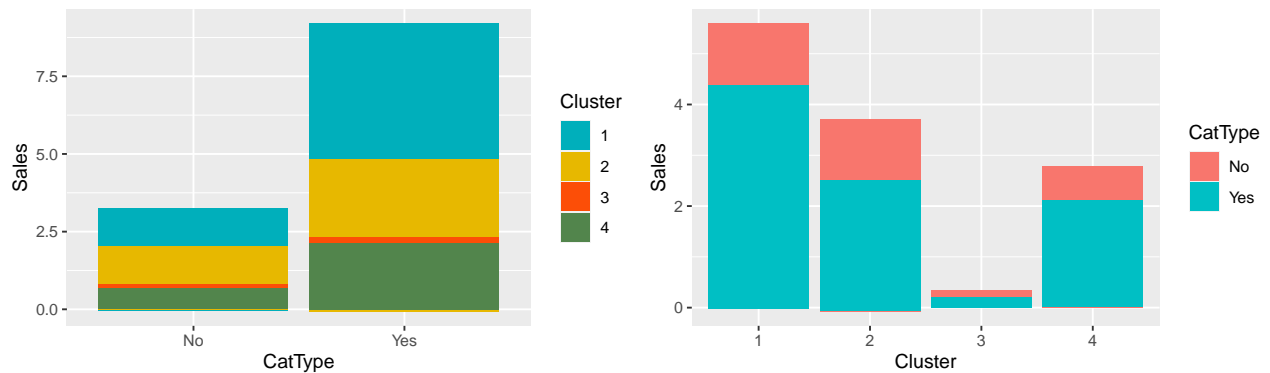 7.5
5.0
2.5
0.0
Sales
No
Yes
CatType
Cluster
1
2
3
4
4
2
0
Sales
1
2
3
4
Cluster
CatType
No
Yes